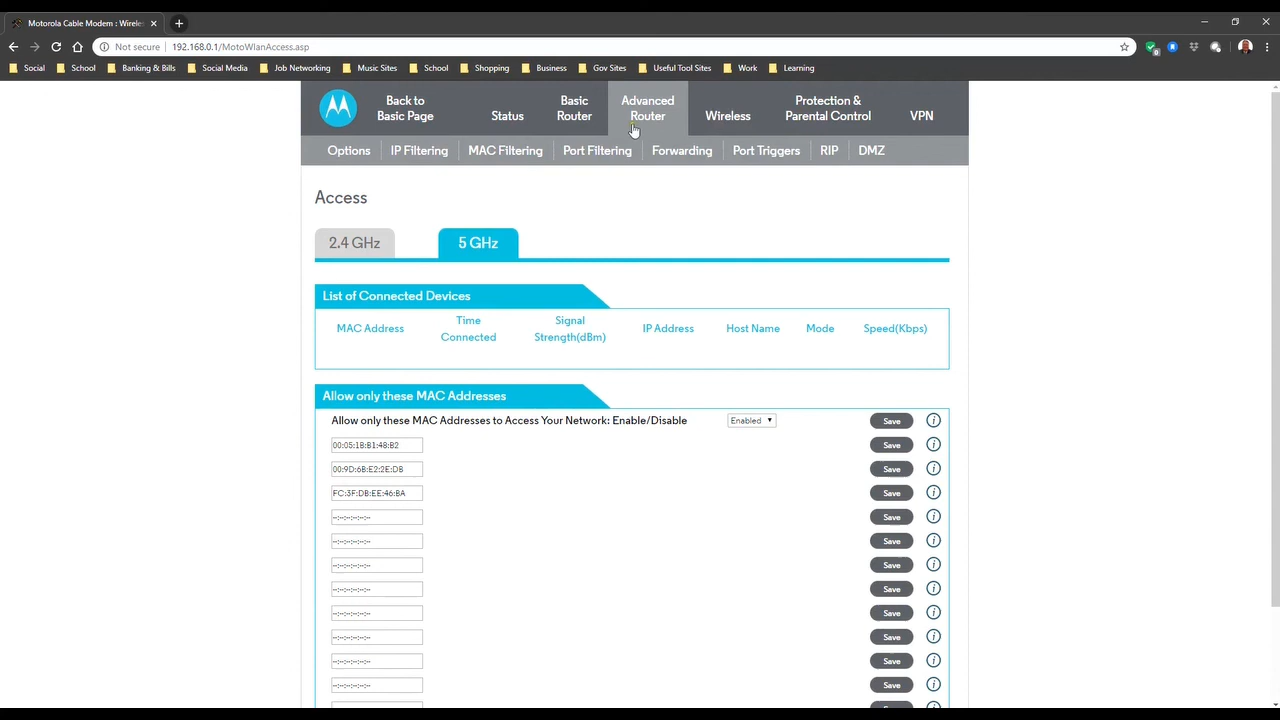 Motorola Cable Modem : Wirele
Not secure | 192.168.0.1/MotoWlanAccess.asp
Social School Banking & Bills Social Media Job Networking Music Sites School Shopping Business Gov Sites Useful Tool Sites Work Learning
Back to Basic Page
Status
Basic Router
Advanced Router
Wireless
Protection & Parental Control
VPN
Options IP Filtering MAC Filtering Port Filtering Forwarding Port Triggers RIP DMZ
Access
2.4 GHz 5 GHz
List of Connected Devices
MAC Address Time Connected Signal Strength(dBm) IP Address Host Name Mode Speed(Kbps)
Allow only these MAC Addresses
Allow only these MAC Addresses to Access Your Network: Enable/Disable Enabled Save i
00:05:1B:B1:48:B2 Save i
00:9D:6B:E2:2E:DB Save i
FC:3F:DB:EE:46:BA Save i
--:--:--:--:--:-- Save i
--:--:--:--:--:-- Save i
--:--:--:--:--:-- Save i
--:--:--:--:--:-- Save i
--:--:--:--:--:-- Save i
--:--:--:--:--:-- Save i
--:--:--:--:--:-- Save i
--:--:--:--:--:-- Save i